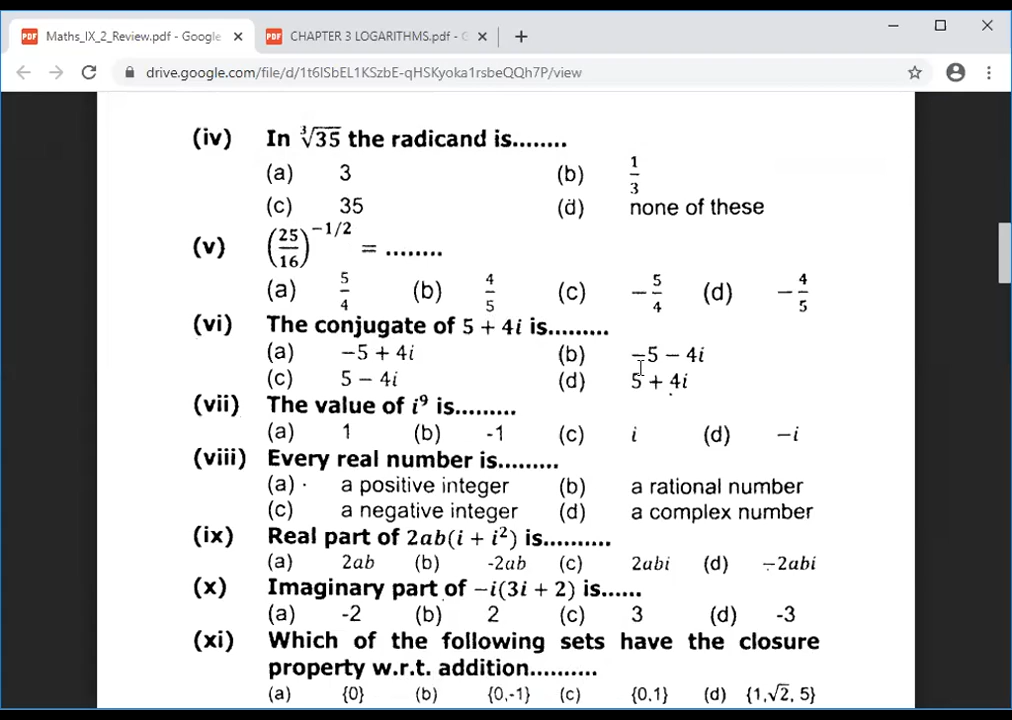 Maths_IX_2_Review.pdf - Google
CHAPTER 3 LOGARITHMS.pdf - G
drive.google.com/file/d/1t6lSbEL1KSzbE-qHSKyoka1rsbeQQh7P/view
(iv) In ∛35 the radicand is........
(a) 3 (b) 1/3
(c) 35 (d) none of these
(v) (25/16)^−1/2 = ........
(a) 5/4 (b) 4/5 (c) −5/4 (d) −4/5
(vi) The conjugate of 5 + 4i is.........
(a) −5 + 4i (b) −5 − 4i
(c) 5 − 4i (d) 5 + 4i
(vii) The value of i⁹ is.........
(a) 1 (b) -1 (c) i (d) −i
(viii) Every real number is.........
(a) a positive integer (b) a rational number
(c) a negative integer (d) a complex number
(ix) Real part of 2ab(i + i²) is..........
(a) 2ab (b) -2ab (c) 2abi (d) −2abi
(x) Imaginary part of −i(3i + 2) is......
(a) -2 (b) 2 (c) 3 (d) -3
(xi) Which of the following sets have the closure
property w.r.t. addition..........
(a) {0} (b) {0,-1} (c) {0,1} (d) {1,√2, 5}